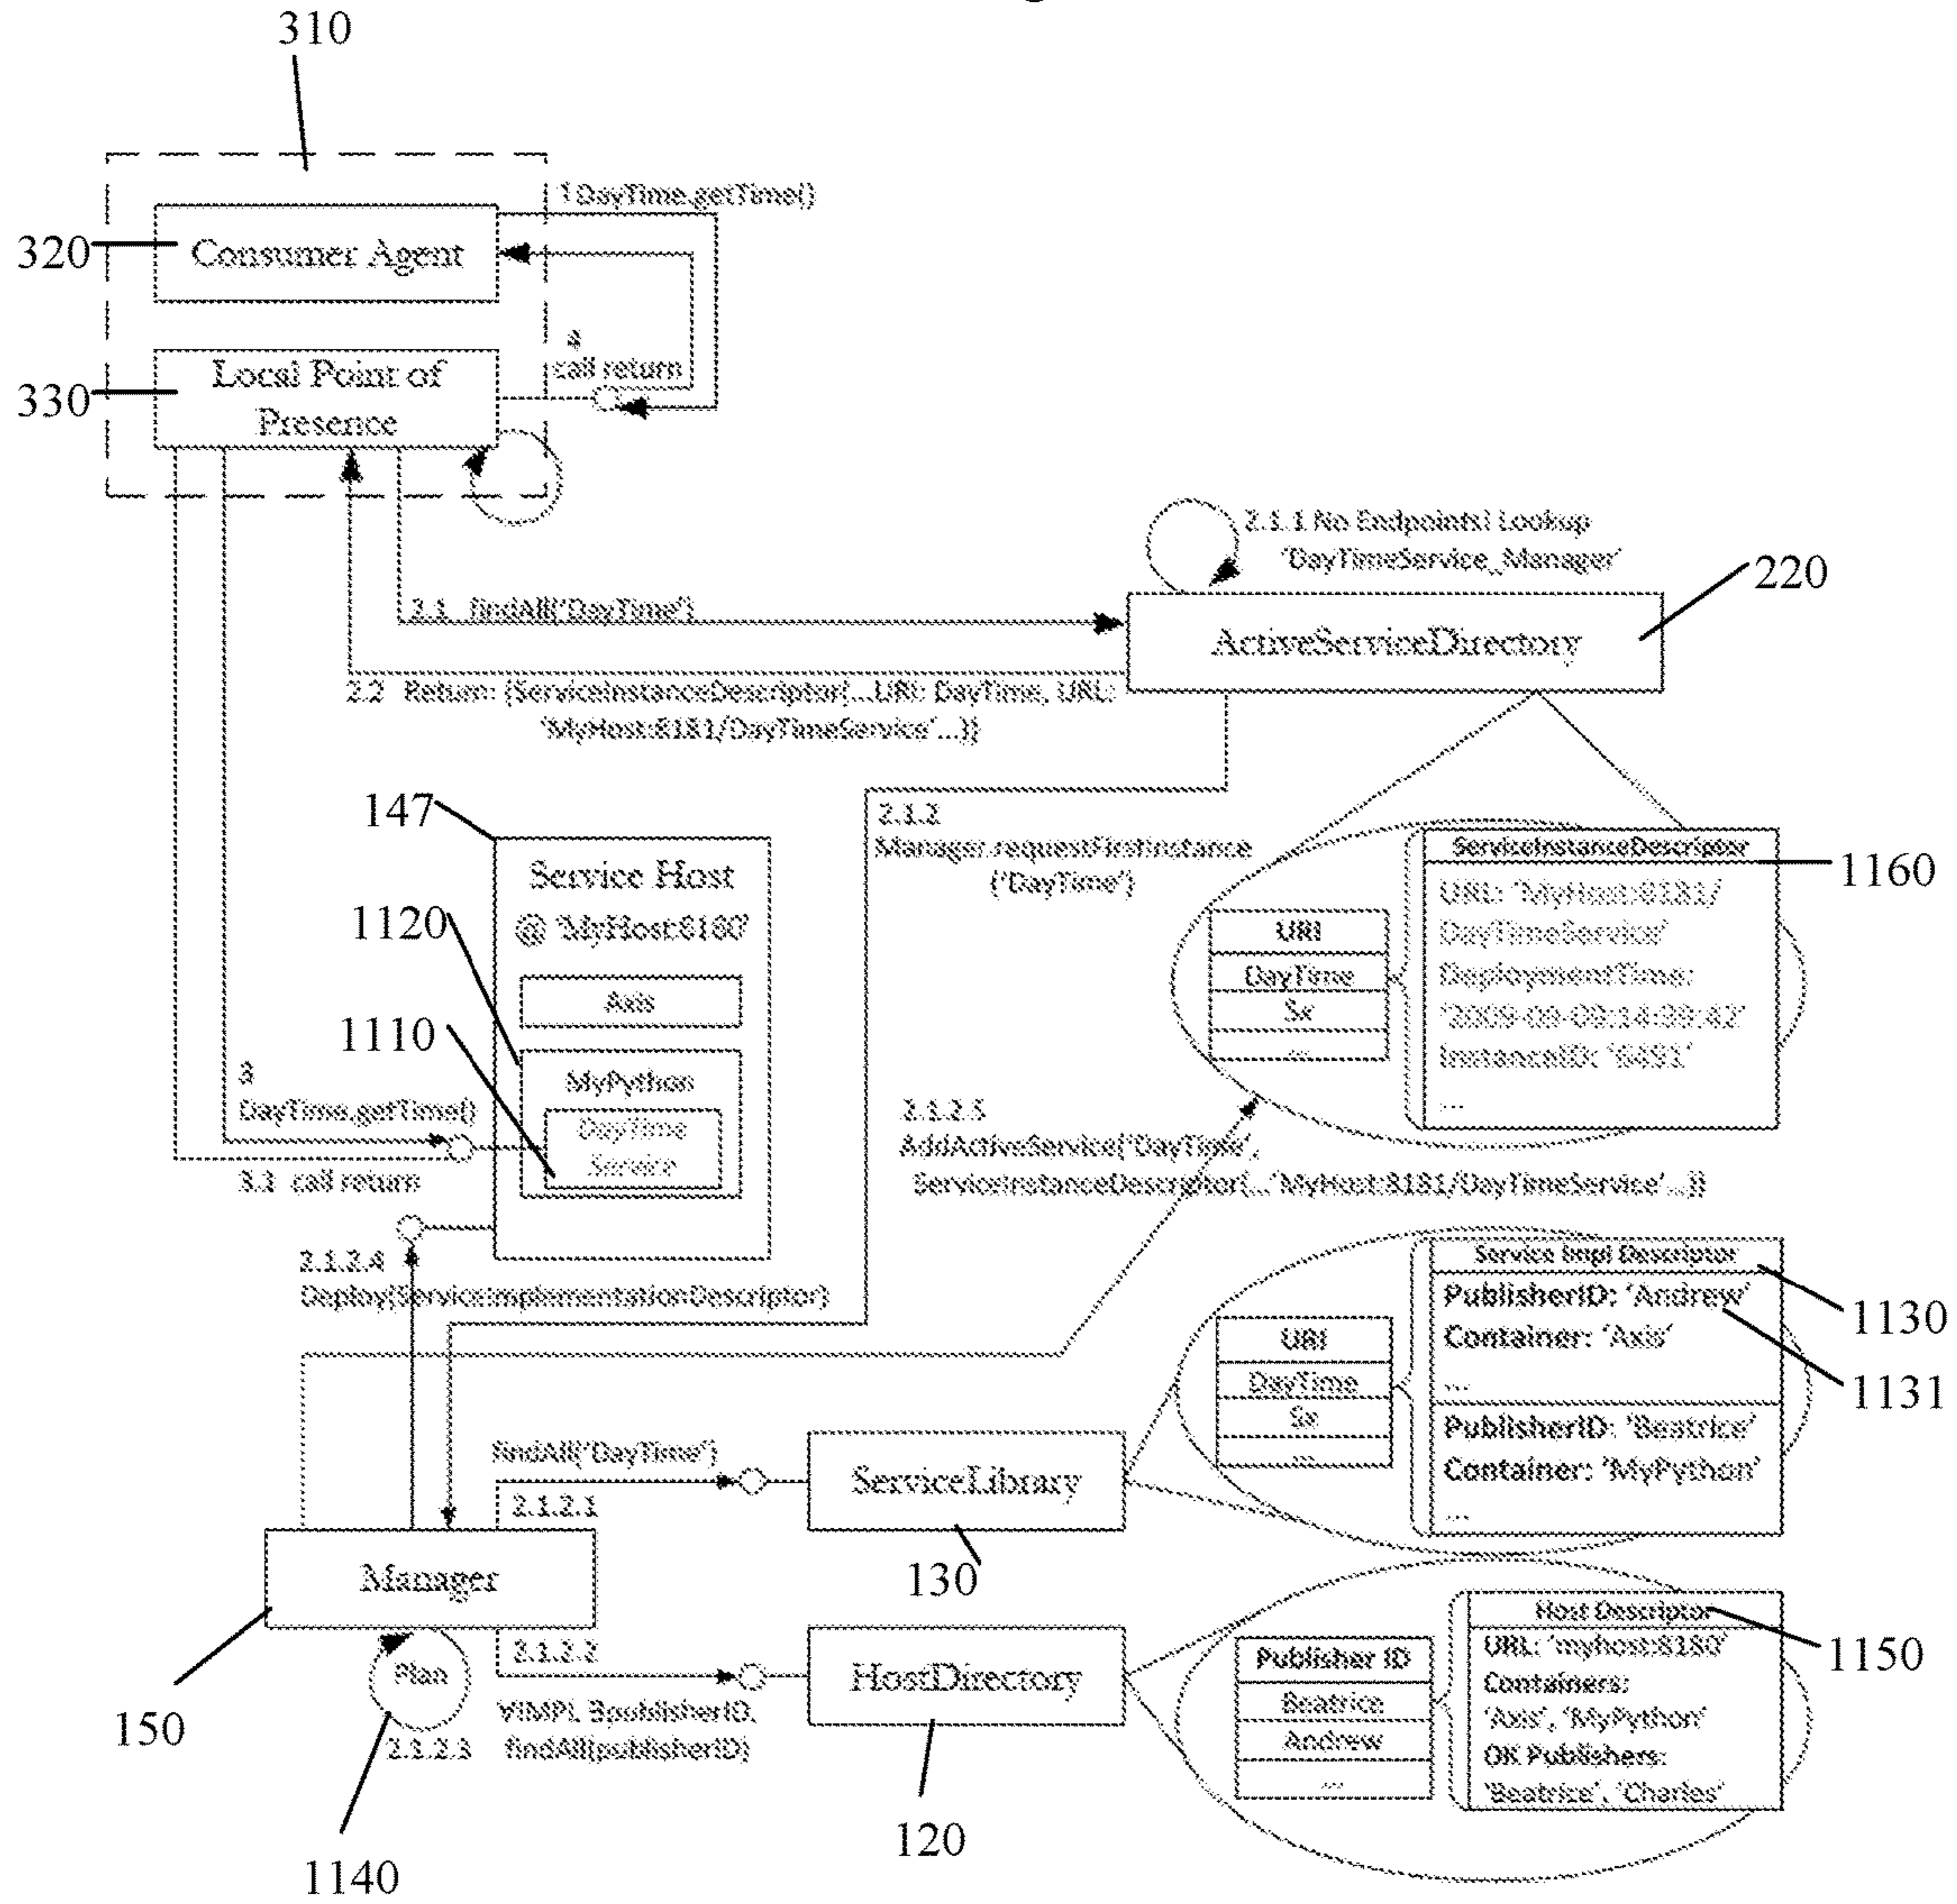 310
1 DayTime.getTime()
320
Consumer Agent
4
call return
330
Local Point of
Presence
2.1.1 No Endpoints! Lookup
'DayTimeService_Manager'
220
2.1 findAll('DayTime')
ActiveServiceDirectory
2.2 Return: {ServiceInstanceDescriptor(...URI: DayTime, URL:
'MyHost:8181/DayTimeService'...)}
147
2.1.2
Manager.requestFirstInstance
('DayTime')
Service Host
@ 'MyHost:8180'
1120
Axis
1110
MyPython
DayTime
Service
ServiceInstanceDescriptor
1160
URL: 'MyHost:8181/
DayTimeService'
DeploymentTime:
InstanceID: '6491'
...
URI
DayTime
Sx
...
3
DayTime.getTime()
3.1 call return
2.1.2.5
AddActiveService('DayTime',
ServiceInstanceDescriptor(...'MyHost:8181/DayTimeService'...))
2.1.2.4
Deploy(ServiceImplementationDescriptor)
Service Impl Descriptor
1130
PublisherID: 'Andrew'
Container: 'Axis'
...
1131
PublisherID: 'Beatrice'
Container: 'MyPython'
...
URI
DayTime
Sx
...
findAll('DayTime')
2.1.2.1
ServiceLibrary
130
Manager
150
Plan
2.1.2.3
1140
2.1.2.2
∀IMPL ∃publisherID,
findAll(publisherID)
HostDirectory
120
Publisher ID
Beatrice
Andrew
...
Host Descriptor
1150
URL: 'myhost:8180'
Containers:
'Axis', 'MyPython'
OK Publishers:
'Beatrice', 'Charles'